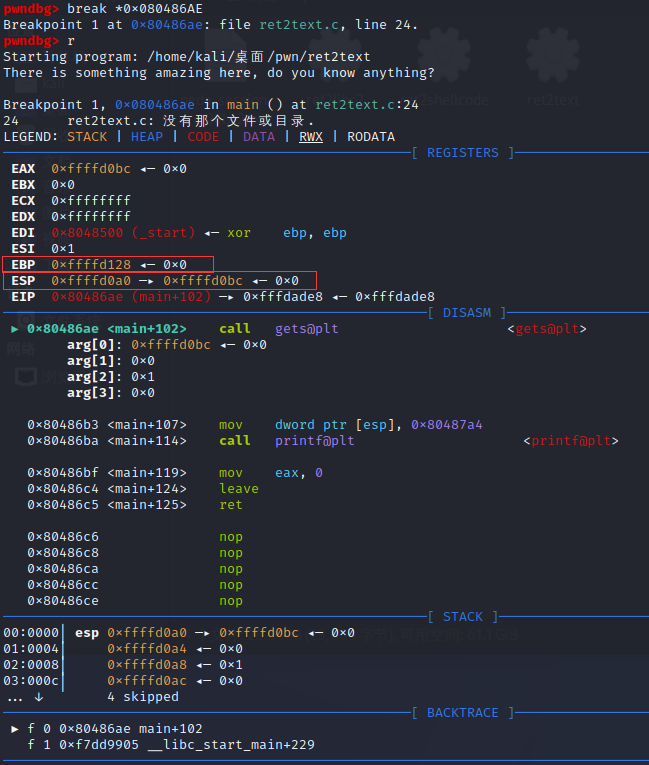 pwndbg> break *0×080486AE
Breakpoint 1 at 0×80486ae: file ret2text.c, line 24.
pwndbg> r
Starting program: /home/kali/桌面/pwn/ret2text
There is something amazing here, do you know anything?
Breakpoint 1, 0×080486ae in main () at ret2text.c:24
24 ret2text.c: 没有那个文件或目录.
LEGEND: STACK | HEAP | CODE | DATA | RWX | RODATA
[ REGISTERS ]
EAX 0×ffffd0bc ◂— 0×0
EBX 0×0
ECX 0×ffffffff
EDX 0×ffffffff
EDI 0×8048500 (_start) ◂— xor ebp, ebp
ESI 0×1
EBP 0×ffffd128 ◂— 0×0
ESP 0×ffffd0a0 —▸ 0×ffffd0bc ◂— 0×0
EIP 0×80486ae (main+102) —▸ 0×fffdade8 ◂— 0×fffdade8
[ DISASM ]
► 0×80486ae <main+102> call gets@plt <gets@plt>
arg[0]: 0×ffffd0bc ◂— 0×0
arg[1]: 0×0
arg[2]: 0×1
arg[3]: 0×0
0×80486b3 <main+107> mov dword ptr [esp], 0×80487a4
0×80486ba <main+114> call printf@plt <printf@plt>
0×80486bf <main+119> mov eax, 0
0×80486c4 <main+124> leave
0×80486c5 <main+125> ret
0×80486c6 nop
0×80486c8 nop
0×80486ca nop
0×80486cc nop
0×80486ce nop
[ STACK ]
00:0000│ esp 0×ffffd0a0 —▸ 0×ffffd0bc ◂— 0×0
01:0004│ 0×ffffd0a4 ◂— 0×0
02:0008│ 0×ffffd0a8 ◂— 0×1
03:000c│ 0×ffffd0ac ◂— 0×0
... ↓ 4 skipped
[ BACKTRACE ]
► f 0 0×80486ae main+102
f 1 0×f7dd9905 __libc_start_main+229